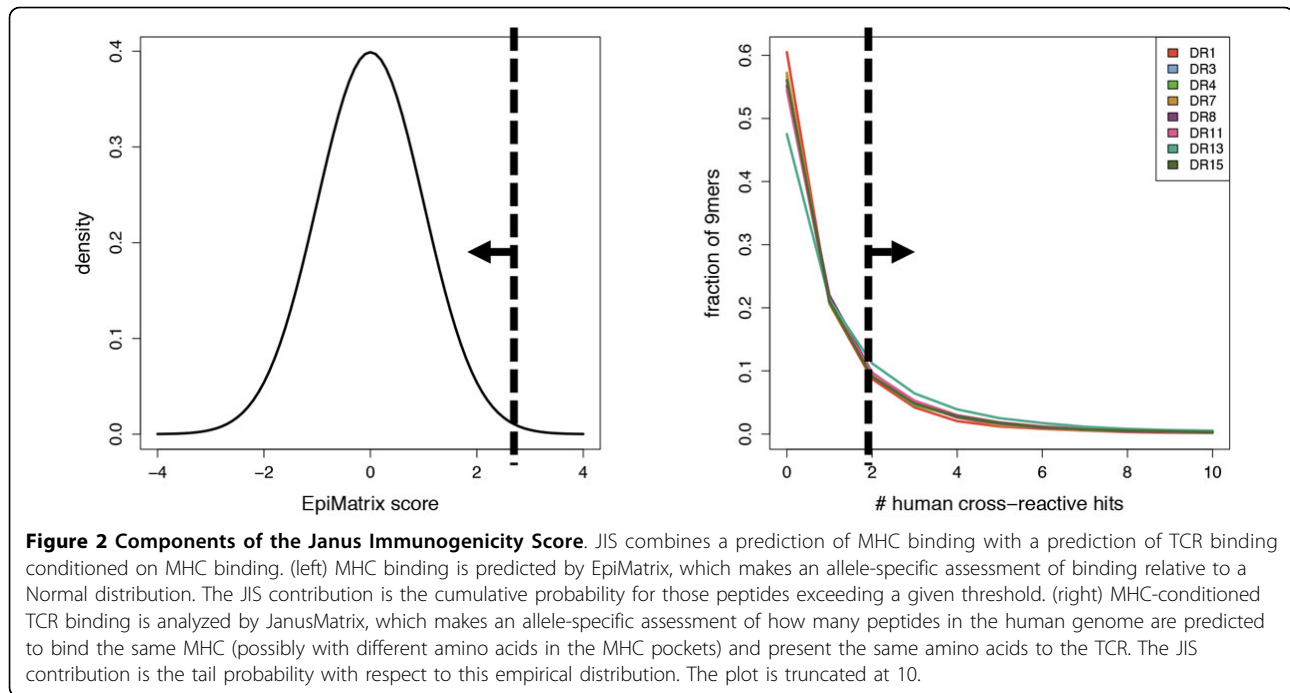 0.4
0.3
0.2
0.1
0.0
density
−4
−2
0
2
4
EpiMatrix score
0.6
0.5
0.4
0.3
0.2
0.1
0.0
fraction of 9mers
DR1
DR3
DR4
DR7
DR8
DR11
DR13
DR15
0
2
4
6
8
10
# human cross−reactive hits
Figure 2 Components of the Janus Immunogenicity Score. JIS combines a prediction of MHC binding with a prediction of TCR binding
conditioned on MHC binding. (left) MHC binding is predicted by EpiMatrix, which makes an allele-specific assessment of binding relative to a
Normal distribution. The JIS contribution is the cumulative probability for those peptides exceeding a given threshold. (right) MHC-conditioned
TCR binding is analyzed by JanusMatrix, which makes an allele-specific assessment of how many peptides in the human genome are predicted
to bind the same MHC (possibly with different amino acids in the MHC pockets) and present the same amino acids to the TCR. The JIS
contribution is the tail probability with respect to this empirical distribution. The plot is truncated at 10.